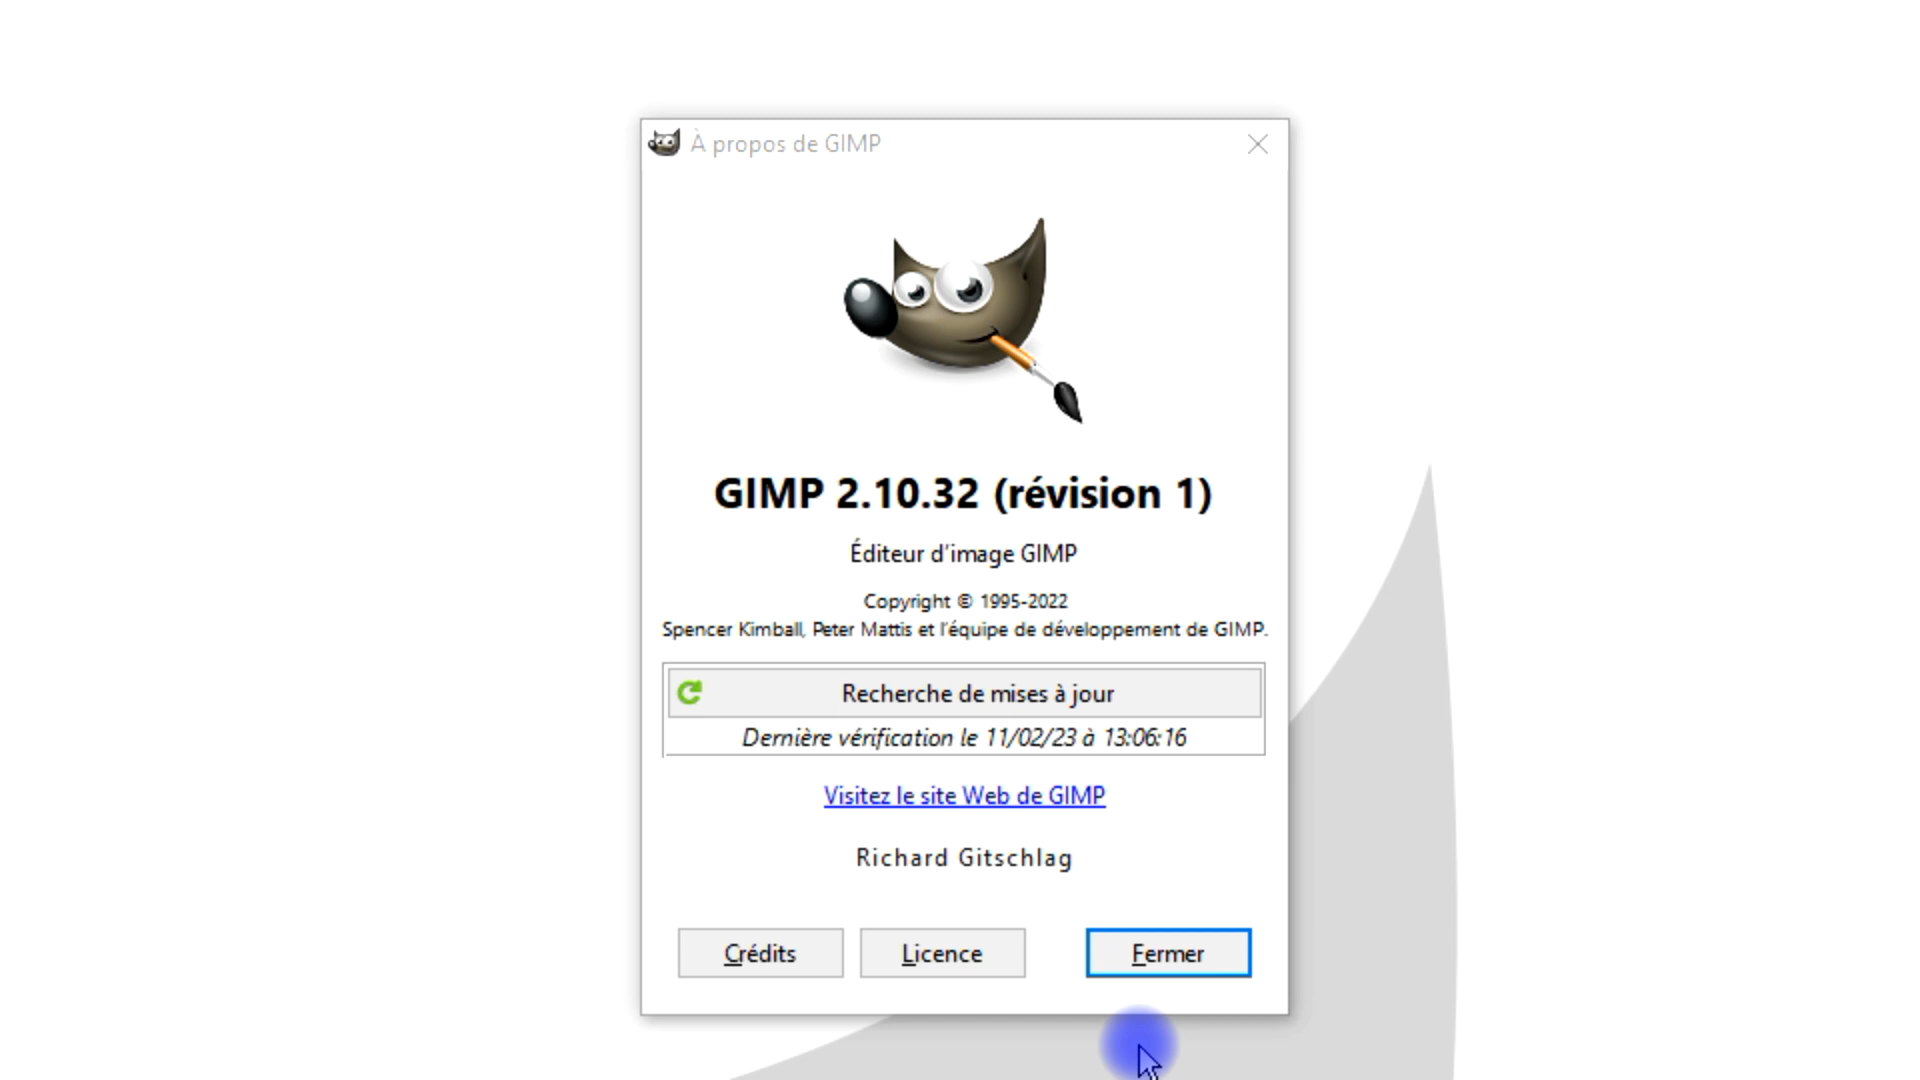 À propos de GIMP
GIMP 2.10.32 (révision 1)
Éditeur d’image GIMP
Copyright © 1995-2022
Spencer Kimball, Peter Mattis et l’équipe de développement de GIMP.
Recherche de mises à jour
Dernière vérification le 11/02/23 à 13:06:16
Visitez le site Web de GIMP
Richard Gitschlag
Crédits Licence Fermer